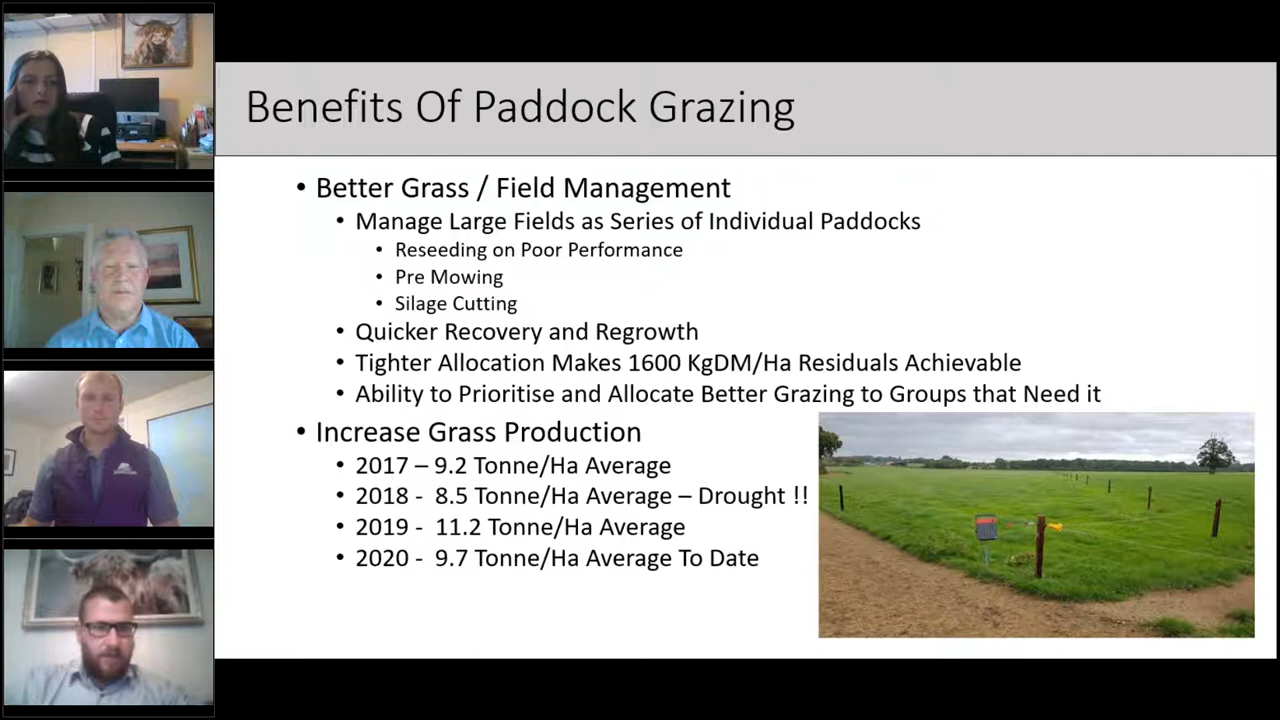 Benefits Of Paddock Grazing
• Better Grass / Field Management
• Manage Large Fields as Series of Individual Paddocks
• Reseeding on Poor Performance
• Pre Mowing
• Silage Cutting
• Quicker Recovery and Regrowth
• Tighter Allocation Makes 1600 KgDM/Ha Residuals Achievable
• Ability to Prioritise and Allocate Better Grazing to Groups that Need it
• Increase Grass Production
• 2017 – 9.2 Tonne/Ha Average
• 2018 - 8.5 Tonne/Ha Average – Drought !!
• 2019 - 11.2 Tonne/Ha Average
• 2020 - 9.7 Tonne/Ha Average To Date